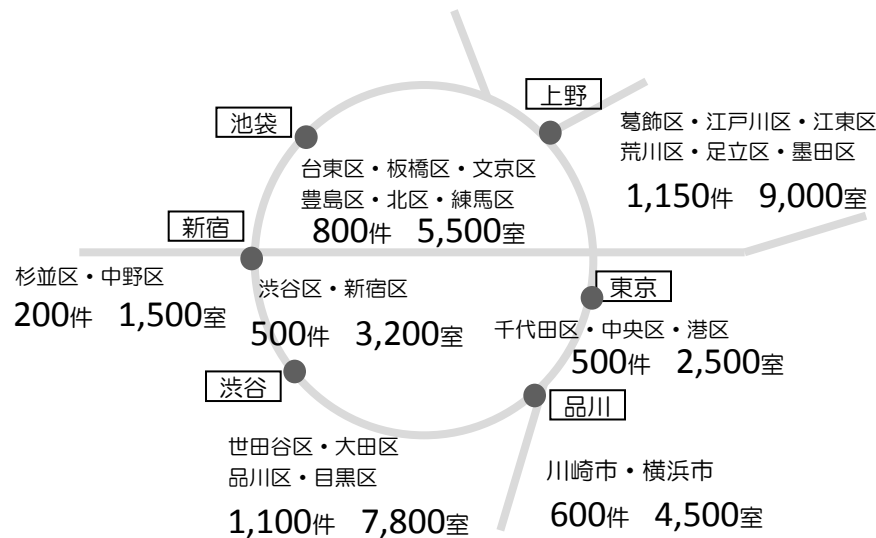 上野
池袋
葛飾区・江戸川区・江東区
荒川区・足立区・墨田区
1,150件 9,000室
台東区・板橋区・文京区
豊島区・北区・練馬区
800件 5,500室
新宿
杉並区・中野区
200件 1,500室
渋谷区・新宿区
500件 3,200室
東京
千代田区・中央区・港区
500件 2,500室
渋谷
品川
世田谷区・大田区
品川区・目黒区
1,100件 7,800室
川崎市・横浜市
600件 4,500室